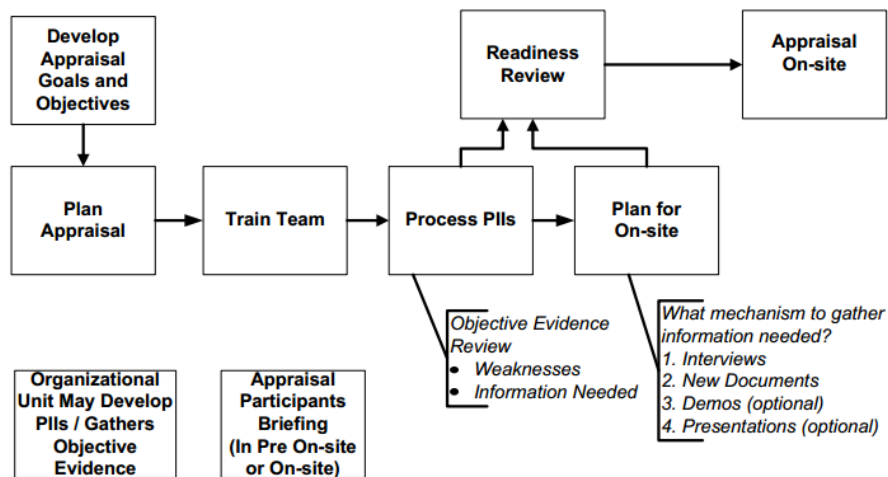 Develop
Appraisal
Goals and
Objectives
Readiness
Review
Appraisal
On-site
Plan
Appraisal
Train Team
Process PIIs
Plan for
On-site
Objective Evidence
Review
• Weaknesses
• Information Needed
What mechanism to gather
information needed?
1. Interviews
2. New Documents
3. Demos (optional)
4. Presentations (optional)
Organizational
Unit May Develop
PIIs / Gathers
Objective
Evidence
Appraisal
Participants
Briefing
(In Pre On-site
or On-site)